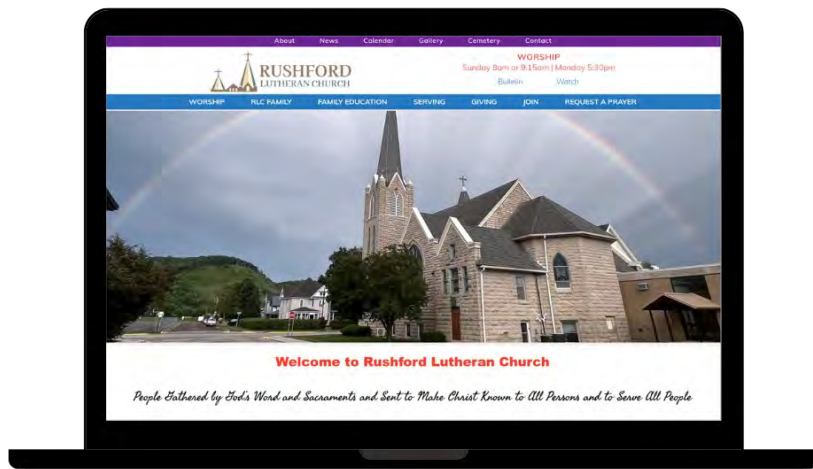 About News Calendar Gallery Cemetery Contact
RUSHFORD
LUTHERAN CHURCH
WORSHIP
Sunday 8am or 9:15am | Monday 5:30pm
Bulletin Watch
WORSHIP RLC FAMILY FAMILY EDUCATION SERVING GIVING JOIN REQUEST A PRAYER
Welcome to Rushford Lutheran Church
People Gathered by God's Word and Sacraments and Sent to Make Christ Known to All Persons and to Serve All People